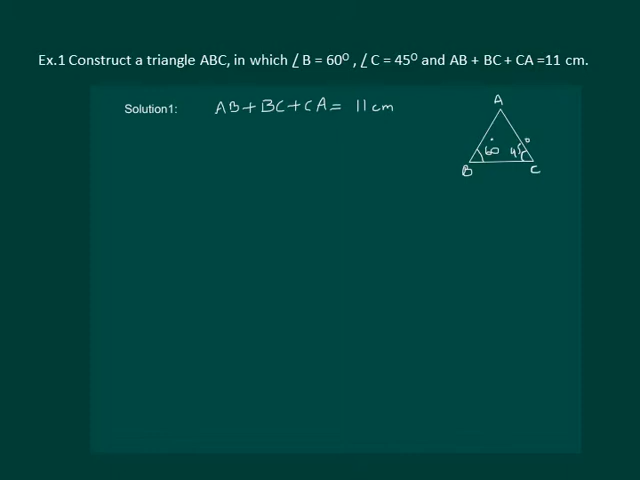 Ex.1 Construct a triangle ABC, in which ∠ B = 60⁰ , ∠ C = 45⁰ and AB + BC + CA =11 cm.
Solution1: AB+BC+CA= 11 cm
A
60° 45°
B C